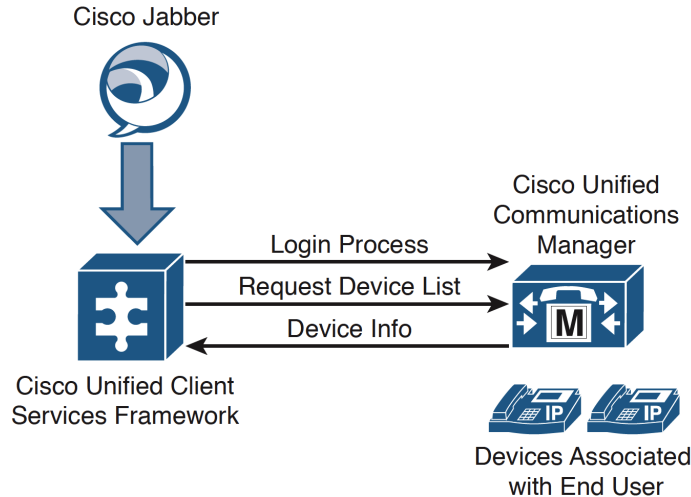 Cisco Jabber
Cisco Unified
Communications
Manager
Login Process
Request Device List
Device Info
M
Cisco Unified Client
Services Framework
IP
IP
Devices Associated
with End User